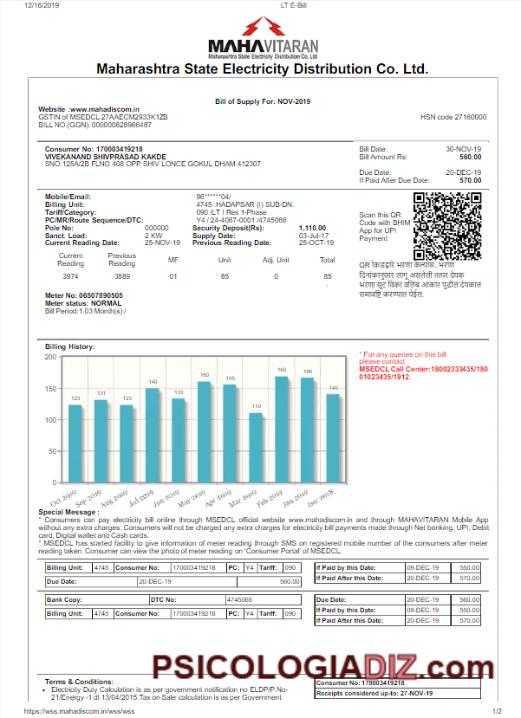 12/16/2019 LT E-Bill
MAHAVITARAN
Maharashtra State Electricity Distribution Co. Ltd.
Maharashtra State Electricity Distribution Co. Ltd.
Bill of Supply For: NOV-2019
Website :www.mahadiscom.in
GSTIN of MSEDCL 27AAECM2933K1ZB HSN code 27160000
BILL NO.(GGN): 000000628966487
Consumer No: 170003419218 Bill Date: 30-NOV-19
VIVEKANAND SHIVPRASAD KAKDE Bill Amount Rs: 560.00
SNO 125A/2B FLNO 408 OPP SHIV LONCE GOKUL DHAM 412307
Due Date: 20-DEC-19
If Paid After Due Date: 570.00
Mobile/Email: 98******04/
Billing Unit: 4745 :HADAPSAR (I) SUB-DN.
Tariff/Category: 090 /LT I Res 1-Phase
PC/MR/Route Sequence/DTC: Y4 / 24-4067-0001 /4745066
Pole No: 000000 Security Deposit(Rs): 1,110.00
Sanct. Load: 2 KW Supply Date: 03-Jul-17
Current Reading Date: 25-NOV-19 Previous Reading Date: 25-OCT-19
Scan this QR
Code with BHIM
App for UPI
Payment
Current Reading Previous Reading MF Unit Adj. Unit Total
3974 3889 01 85 0 85
QR कोडद्वारे भरणा केल्यास, भरणा
दिनांकानुसार लागू असलेली तत्पर देयक
भरणा सूट किंवा विलंब आकार पुढील देयकात
समाविष्ट करण्यात येईल.
Meter No: 06507890505
Meter status: NORMAL
Bill Period:1.03 Month(s) /
Billing History:
200
150
100
50
0
123 131 123 149 133 160 155 110 168 166 140
Oct 2019 Sep 2019 Aug 2019 Jul 2019 Jun 2019 May 2019 Apr 2019 Mar 2019 Feb 2019 Jan 2019 Dec 2018
* For any queries on this bill
please contact
MSEDCL Call Center:18002333435/180
01023435/1912.
Special Message :
* Consumers can pay electricity bill online through MSEDCL official website www.mahadiscom.in and through MAHAVITARAN Mobile App
without any extra charges. Consumers will not be charged any extra charges for electricity bill payments made through Net banking, UPI, Debit
card, Digital wallet and Cash cards.
* MSEDCL has started facility to give information of meter reading through SMS on registered mobile number of the consumers after meter
reading taken. Consumer can view the photo of meter reading on 'Consumer Portal' of MSEDCL.
Billing Unit: 4745 Consumer No: 170003419218 PC: Y4 Tariff: 090 If Paid by this Date: 09-DEC-19 560.00
Due Date: 20-DEC-19 560.00 If Paid After this Date: 20-DEC-19 570.00
Bank Copy: DTC No: 4745066 Due Date: 20-DEC-19 560.00
Billing Unit: 4745 Consumer No: 170003419218 PC: Y4 Tariff: 090 If Paid by this Date: 09-DEC-19 560.00
If Paid After this Date: 20-DEC-19 570.00
PSICOLOGIADIZ.com
Terms & Conditions: Consumer No: 170003419218
• Electricity Duty Calculation is as per government notification no ELDP/P.No-
21/Energy -1 dt 13/04/2015.Tax on Sale calculation is as per Government.
Receipts considered up-to: 27-NOV-19
https://wss.mahadiscom.in/wss/wss 1/2